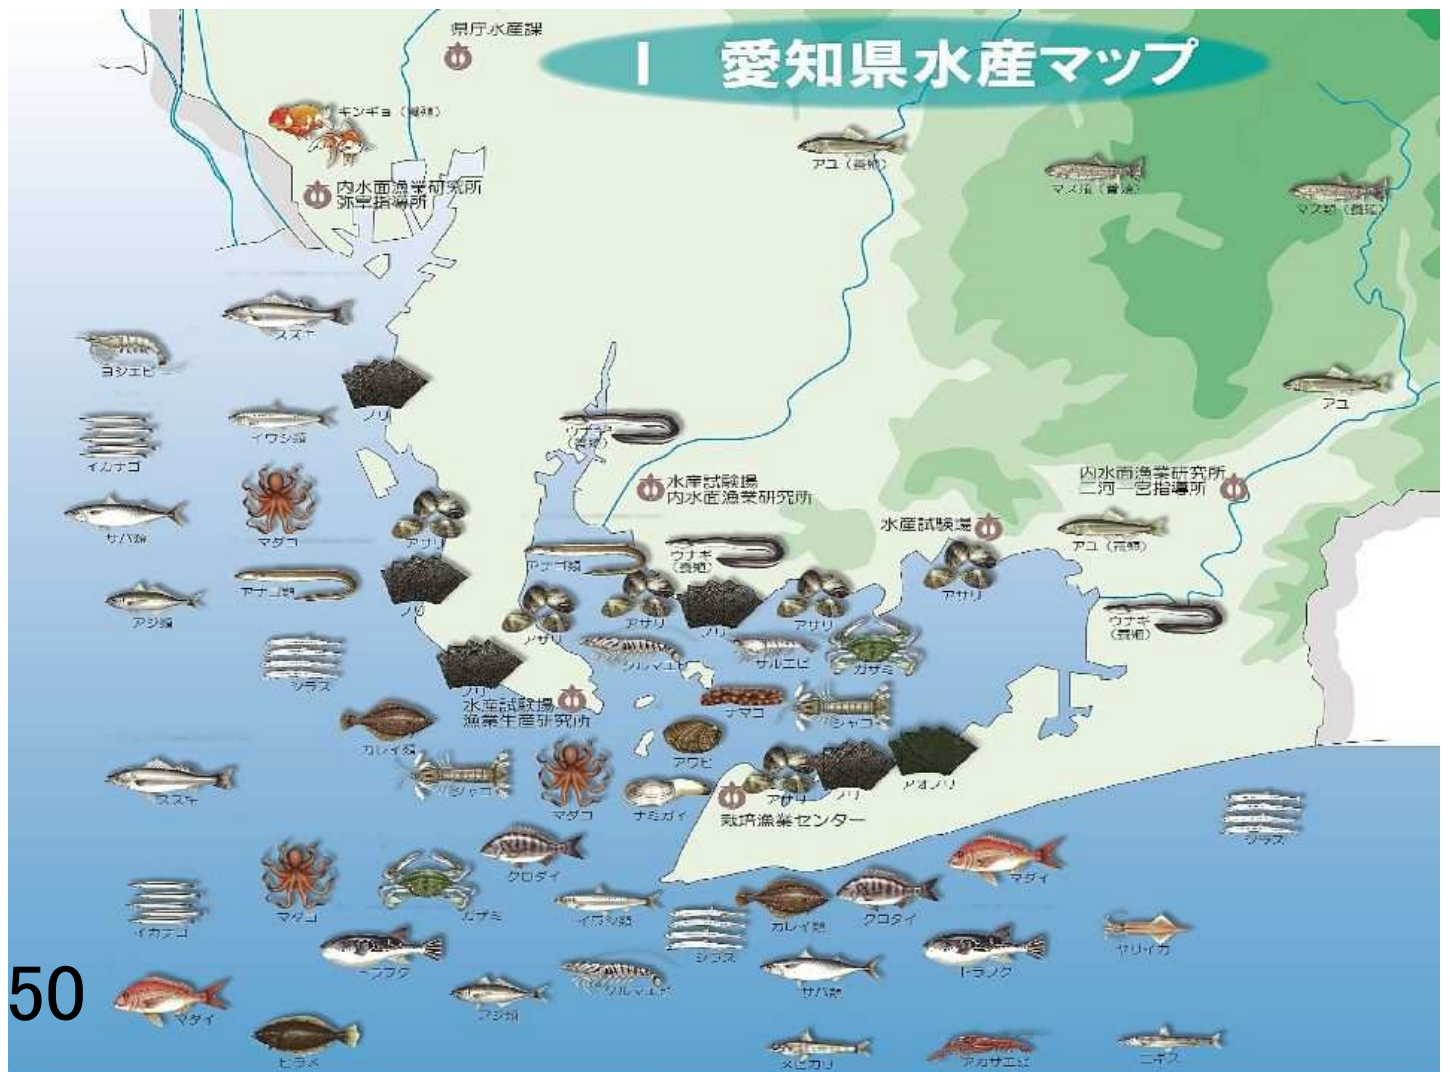 県庁水産課
I 愛知県水産マップ
キンギョ（養殖）
アユ（養殖）
マス類（養殖）
マス類（養殖）
内水面漁業研究所
弥富指導所
スズキ
ヨシエビ
ノリ
アユ
イワシ類
ウナギ
（養殖）
イカナゴ
内水面漁業研究所
三河一宮指導所
水産試験場
内水面漁業研究所
サバ類
マダコ
アサリ
水産試験場
アユ（養殖）
アナゴ類
ウナギ
（養殖）
アナゴ類
アサリ
アジ類
ノリ
アサリ
アサリ
ノリ
アサリ
ウナギ
（養殖）
シラス
クルマエビ
サルエビ
ガザミ
ノリ
水産試験場
漁業生産研究所
ナマコ
シャコ
カレイ類
アワビ
スズキ
シャコ
マダコ
ナミガイ
アサリ
ノリ
アオノリ
栽培漁業センター
シラス
クロダイ
マダイ
マダコ
ガザミ
イワシ類
カレイ類
クロダイ
イカナゴ
シラス
ヤリイカ
トラフグ
トラフグ
クルマエビ
サバ類
50
マダイ
アジ類
ヒラメ
メヒカリ
アカザエビ
ニギス